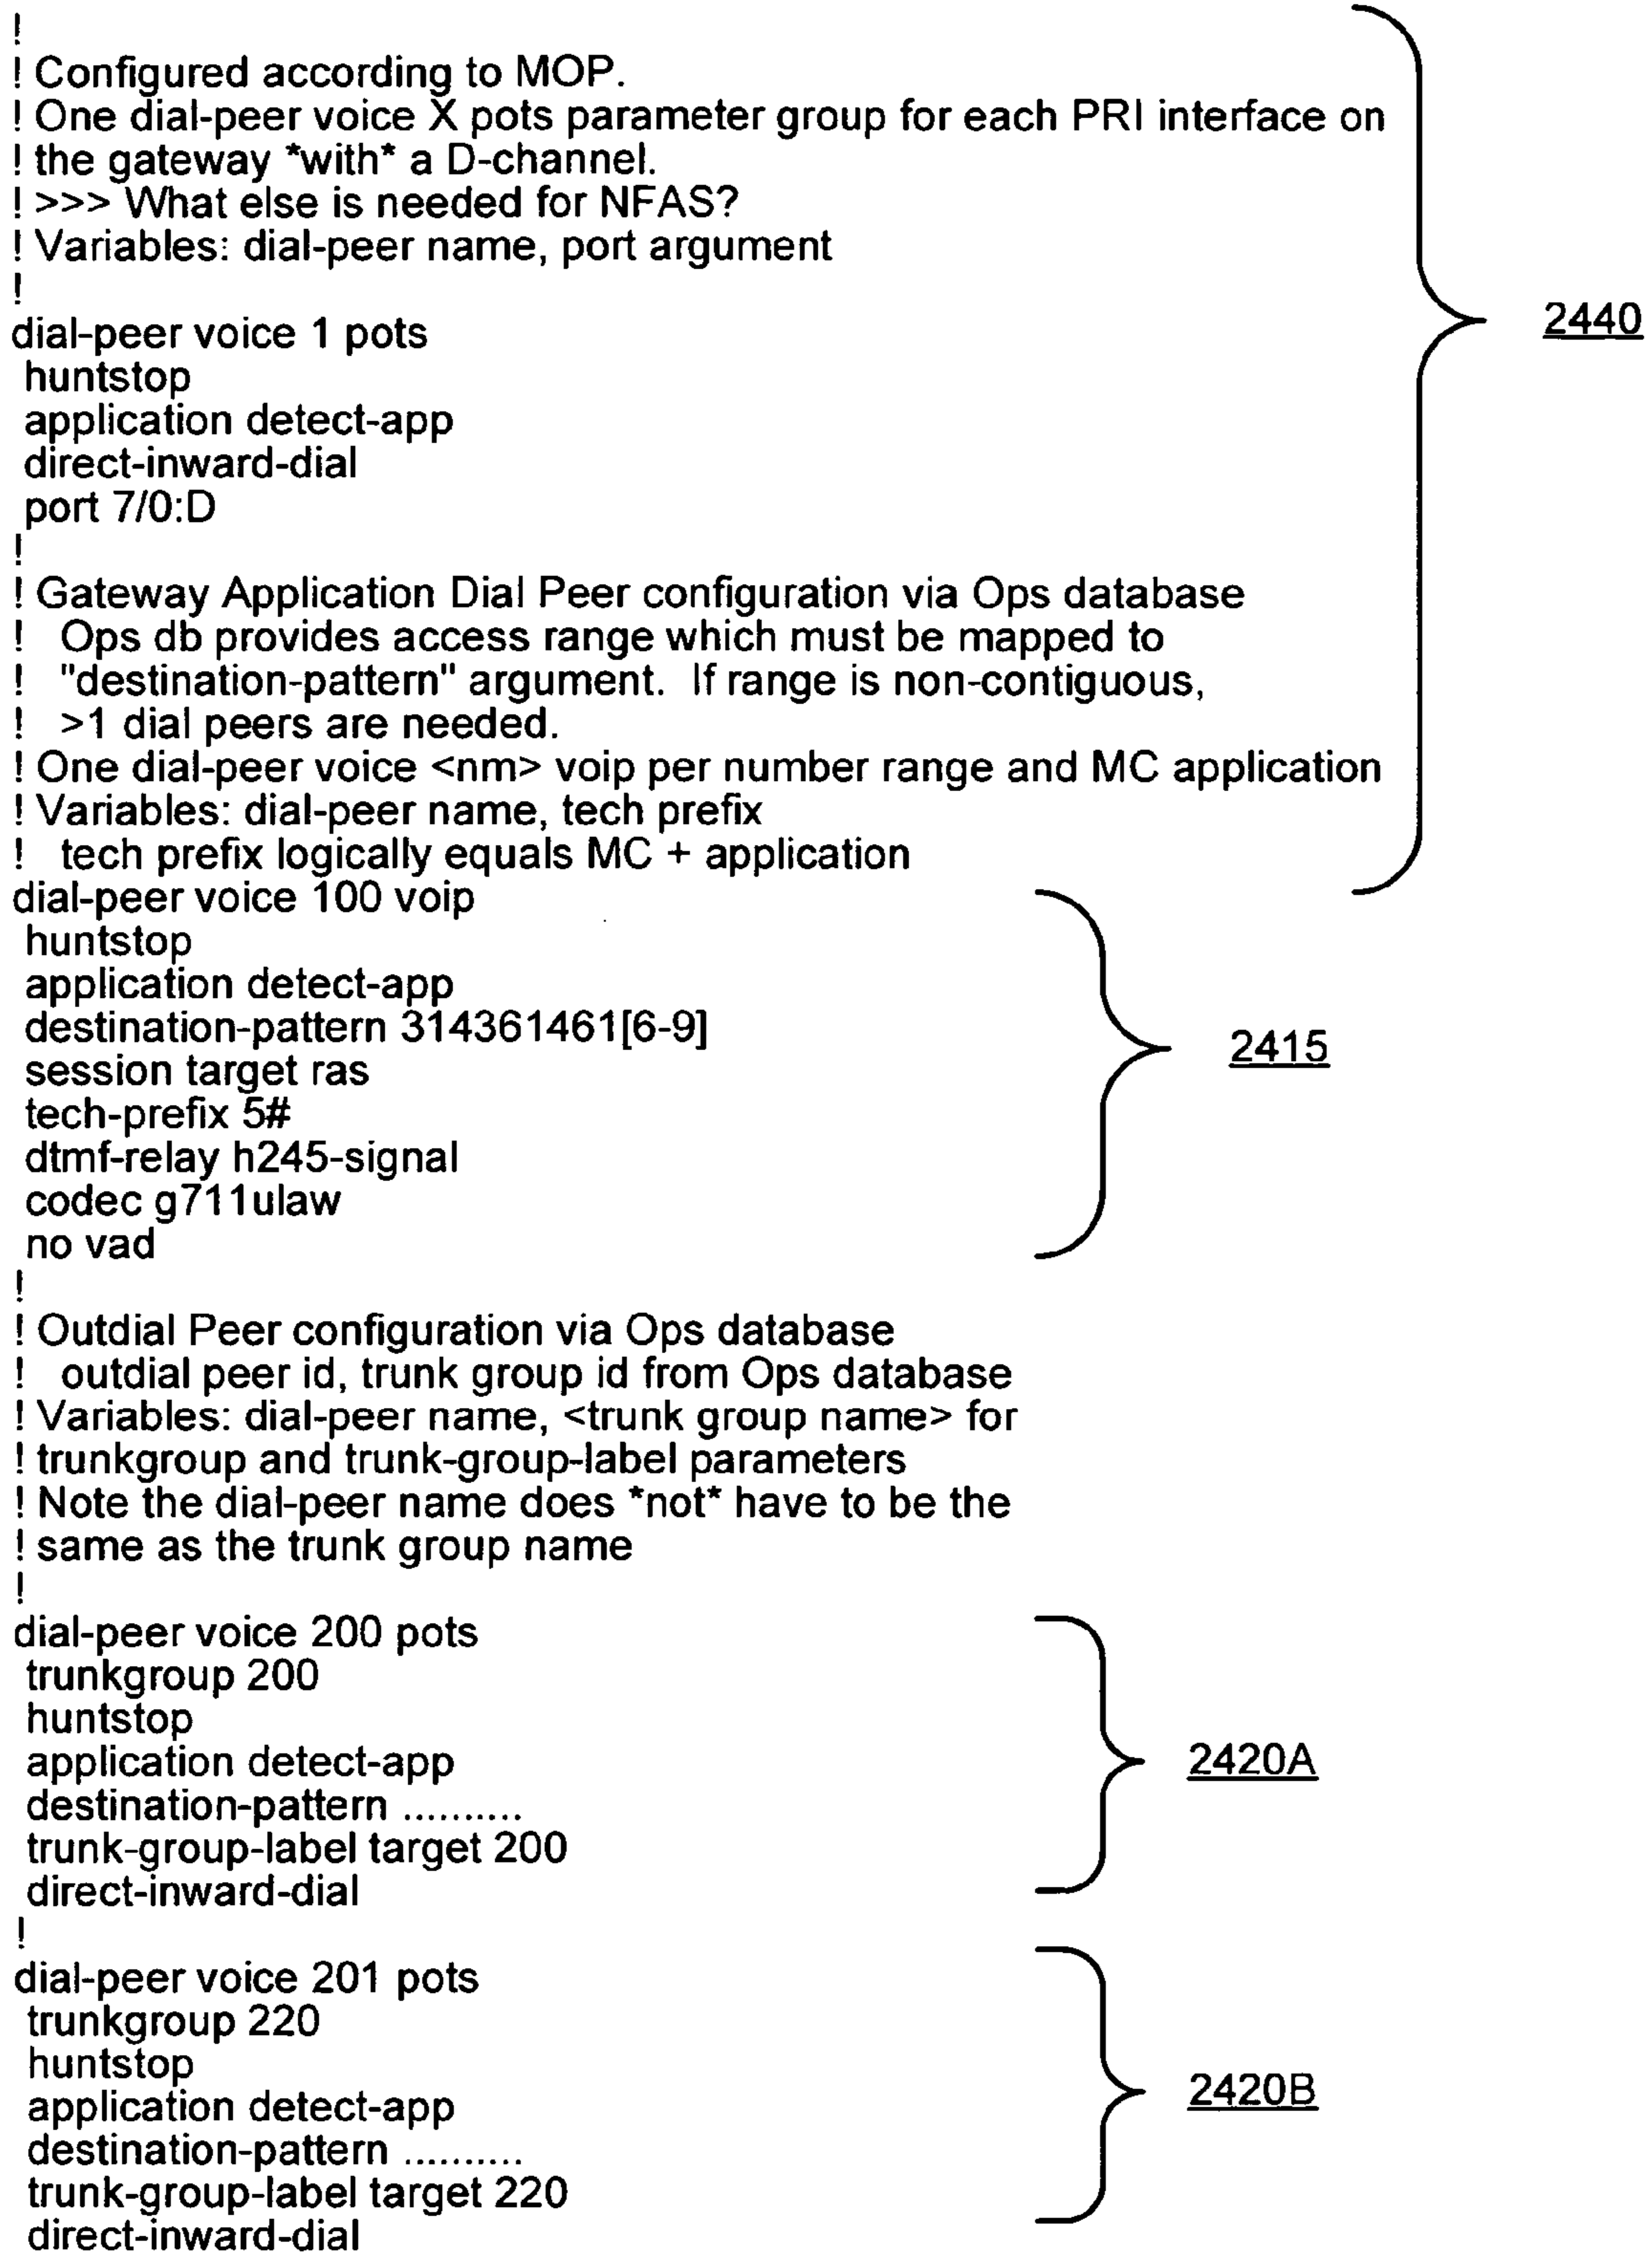 !
! Configured according to MOP.
! One dial-peer voice X pots parameter group for each PRI interface on
! the gateway *with* a D-channel.
! >>> What else is needed for NFAS?
! Variables: dial-peer name, port argument
!
2440
dial-peer voice 1 pots
huntstop
application detect-app
direct-inward-dial
port 7/0:D
!
! Gateway Application Dial Peer configuration via Ops database
! Ops db provides access range which must be mapped to
! "destination-pattern" argument. If range is non-contiguous,
! >1 dial peers are needed.
! One dial-peer voice <nm> voip per number range and MC application
! Variables: dial-peer name, tech prefix
! tech prefix logically equals MC + application
dial-peer voice 100 voip
huntstop
application detect-app
destination-pattern 314361461[6-9]
2415
session target ras
tech-prefix 5#
dtmf-relay h245-signal
codec g711ulaw
no vad
!
! Outdial Peer configuration via Ops database
! outdial peer id, trunk group id from Ops database
! Variables: dial-peer name, <trunk group name> for
! trunkgroup and trunk-group-label parameters
! Note the dial-peer name does *not* have to be the
! same as the trunk group name
!
dial-peer voice 200 pots
trunkgroup 200
huntstop
application detect-app
2420A
destination-pattern ..........
trunk-group-label target 200
direct-inward-dial
!
dial-peer voice 201 pots
trunkgroup 220
huntstop
2420B
application detect-app
destination-pattern ..........
trunk-group-label target 220
direct-inward-dial